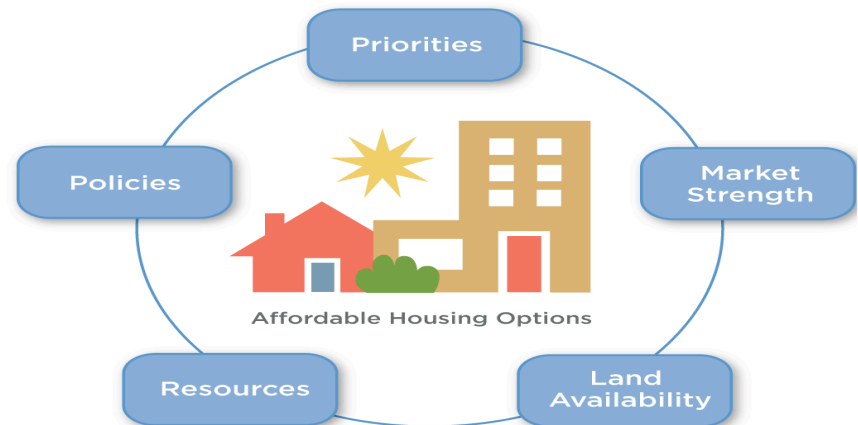 Priorities
Policies
Market
Strength
Affordable Housing Options
Resources
Land
Availability